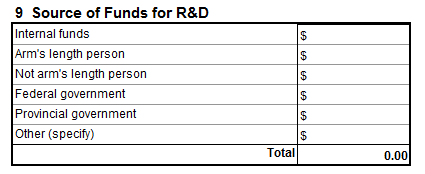 9 Source of Funds for R&D
Internal funds $
Arm's length person $
Not arm's length person $
Federal government $
Provincial government $
Other (specify) $
Total 0.00